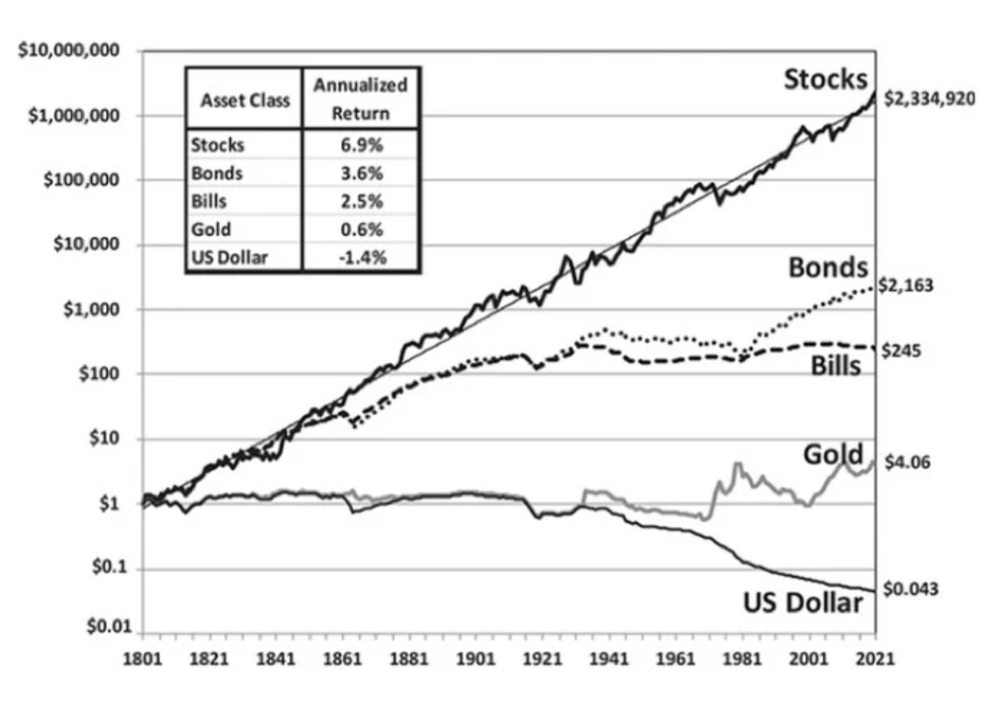 $10,000,000
$1,000,000
$100,000
$10,000
$1,000
$100
$10
$1
$0.1
$0.01
Asset Class
Annualized
Return
Stocks 6.9%
Bonds 3.6%
Bills 2.5%
Gold 0.6%
US Dollar -1.4%
Stocks
$2,334,920
Bonds
$2,163
$245
Bills
Gold
$4.06
$0.043
US Dollar
1801 1821 1841 1861 1881 1901 1921 1941 1961 1981 2001 2021